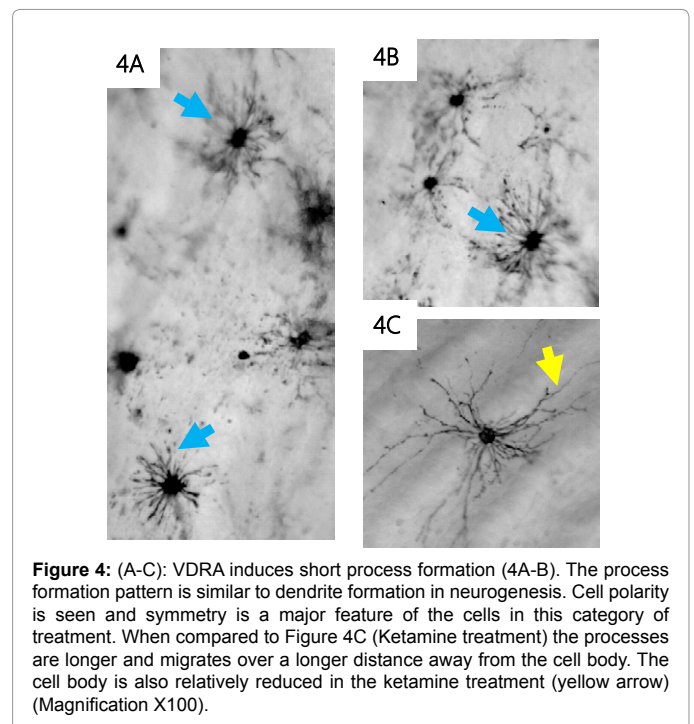 4A
4B
4C
Figure 4: (A-C): VDRA induces short process formation (4A-B). The process
formation pattern is similar to dendrite formation in neurogenesis. Cell polarity
is seen and symmetry is a major feature of the cells in this category of
treatment. When compared to Figure 4C (Ketamine treatment) the processes
are longer and migrates over a longer distance away from the cell body. The
cell body is also relatively reduced in the ketamine treatment (yellow arrow)
(Magnification X100).